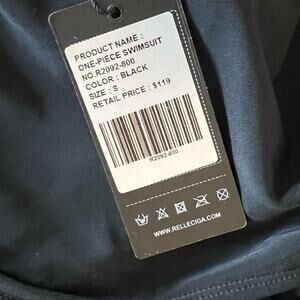 PRODUCT NAME :
ONE-PIECE SWIMSUIT
NO.R2092-800
COLOR : BLACK
SIZE : S
RETAIL PRICE : $119
R2092-800
WWW.RELLECIGA.COM